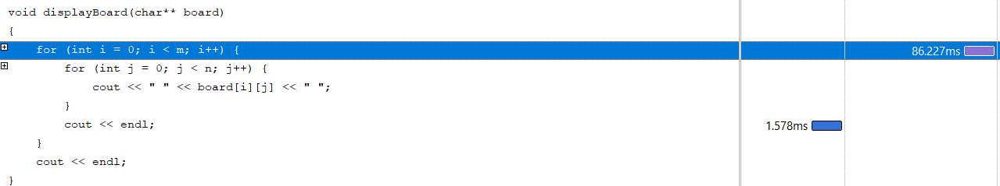 void displayBoard(char** board)
{
    for (int i = 0; i < m; i++) { 86.227ms
        for (int j = 0; j < n; j++) {
            cout << " " << board[i][j] << " ";
        }
        cout << endl; 1.578ms
    }
    cout << endl;
}